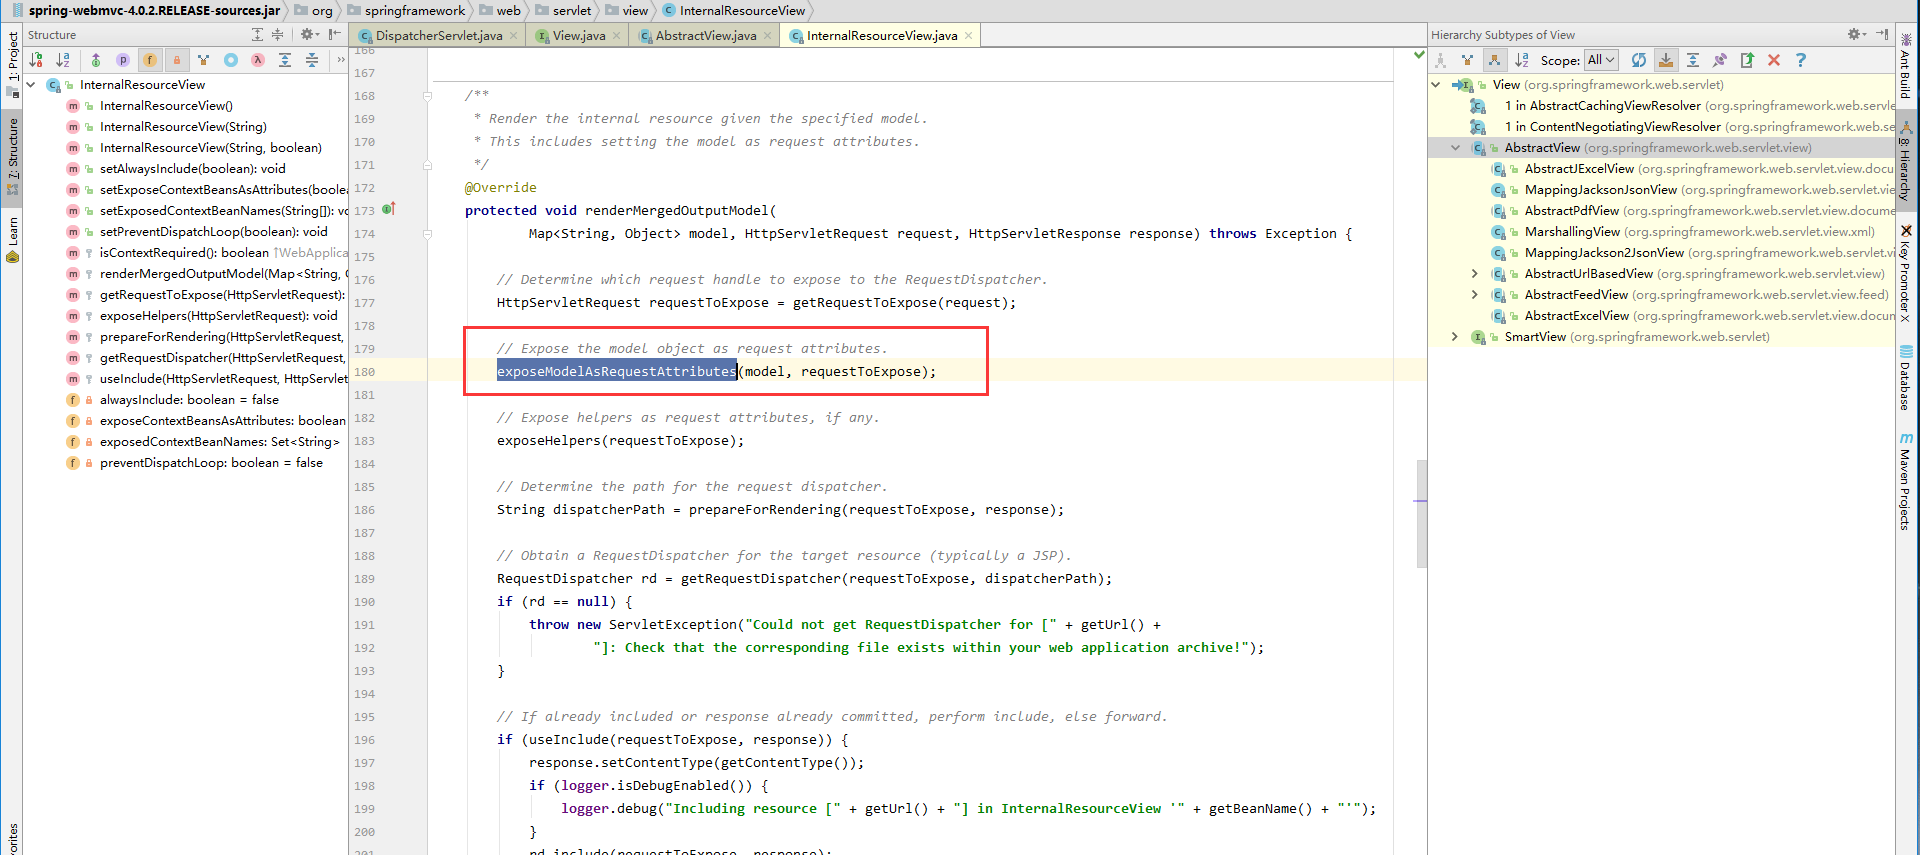 spring-webmvc-4.0.2.RELEASE-sources.jar org springframework web servlet view InternalResourceView
1: Project
7: Structure
Learn
Structure
InternalResourceView
InternalResourceView()
InternalResourceView(String)
InternalResourceView(String, boolean)
setAlwaysInclude(boolean): void
setExposeContextBeansAsAttributes(boolea
setExposedContextBeanNames(String[]): vo
setPreventDispatchLoop(boolean): void
isContextRequired(): boolean ↑WebApplica
renderMergedOutputModel(Map<String, O
getRequestToExpose(HttpServletRequest):
exposeHelpers(HttpServletRequest): void
prepareForRendering(HttpServletRequest,
getRequestDispatcher(HttpServletRequest,
useInclude(HttpServletRequest, HttpServlet
alwaysInclude: boolean = false
exposeContextBeansAsAttributes: boolean
exposedContextBeanNames: Set<String>
preventDispatchLoop: boolean = false
DispatcherServlet.java View.java AbstractView.java InternalResourceView.java
166
167
168 /**
169 * Render the internal resource given the specified model.
170 * This includes setting the model as request attributes.
171 */
172 @Override
173 protected void renderMergedOutputModel(
174 Map<String, Object> model, HttpServletRequest request, HttpServletResponse response) throws Exception {
175
176 // Determine which request handle to expose to the RequestDispatcher.
177 HttpServletRequest requestToExpose = getRequestToExpose(request);
178
179 // Expose the model object as request attributes.
180 exposeModelAsRequestAttributes(model, requestToExpose);
181
182 // Expose helpers as request attributes, if any.
183 exposeHelpers(requestToExpose);
184
185 // Determine the path for the request dispatcher.
186 String dispatcherPath = prepareForRendering(requestToExpose, response);
187
188 // Obtain a RequestDispatcher for the target resource (typically a JSP).
189 RequestDispatcher rd = getRequestDispatcher(requestToExpose, dispatcherPath);
190 if (rd == null) {
191 throw new ServletException("Could not get RequestDispatcher for [" + getUrl() +
192 "]: Check that the corresponding file exists within your web application archive!");
193 }
194
195 // If already included or response already committed, perform include, else forward.
196 if (useInclude(requestToExpose, response)) {
197 response.setContentType(getContentType());
198 if (logger.isDebugEnabled()) {
199 logger.debug("Including resource [" + getUrl() + "] in InternalResourceView '" + getBeanName() + "'");
200 }
201 rd.include(requestToExpose, response);
Hierarchy Subtypes of View
Scope: All
View (org.springframework.web.servlet)
1 in AbstractCachingViewResolver (org.springframework.web.servle
1 in ContentNegotiatingViewResolver (org.springframework.web.se
AbstractView (org.springframework.web.servlet.view)
AbstractJExcelView (org.springframework.web.servlet.view.docu
MappingJacksonJsonView (org.springframework.web.servlet.vie
AbstractPdfView (org.springframework.web.servlet.view.docume
MarshallingView (org.springframework.web.servlet.view.xml)
MappingJackson2JsonView (org.springframework.web.servlet.vi
AbstractUrlBasedView (org.springframework.web.servlet.view)
AbstractFeedView (org.springframework.web.servlet.view.feed)
AbstractExcelView (org.springframework.web.servlet.view.docum
SmartView (org.springframework.web.servlet)
Ant Build
8: Hierarchy
Key Promoter X
Database
Maven Projects